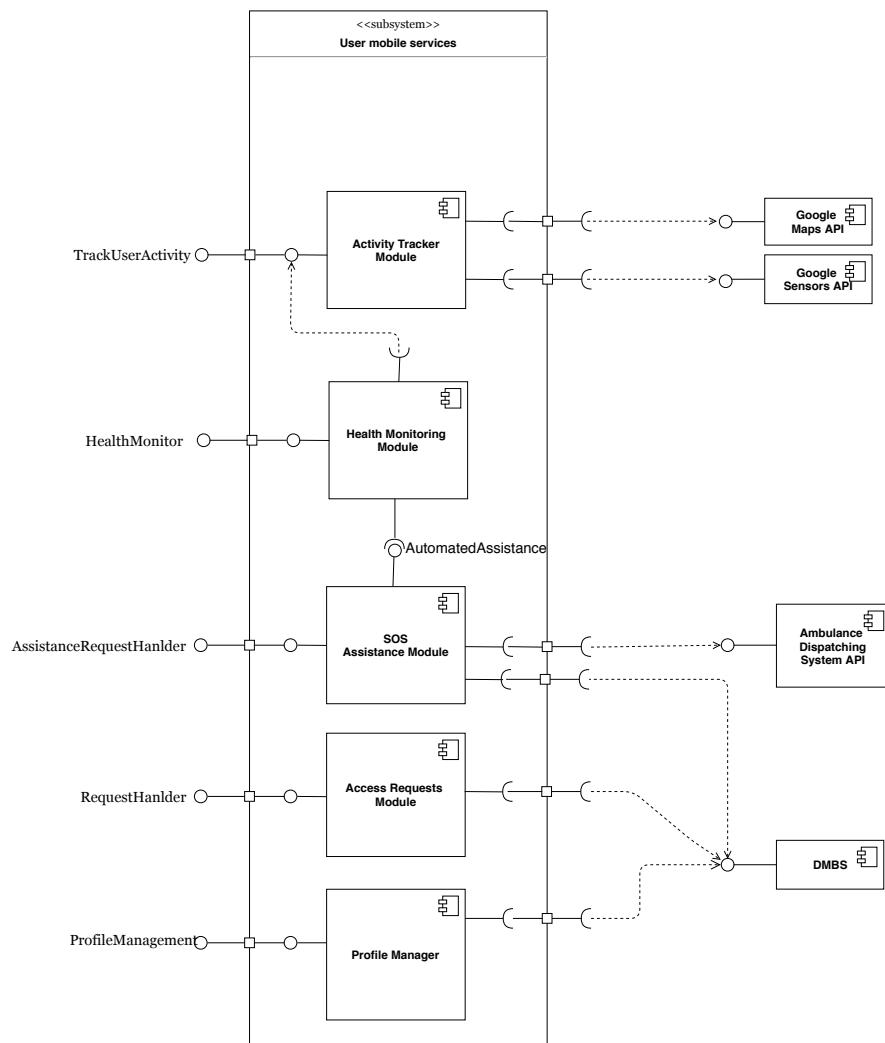 <<subsystem>>
User mobile services
Activity Tracker
Module
Google
Maps API
TrackUserActivity
Google
Sensors API
HealthMonitor
Health Monitoring
Module
AutomatedAssistance
AssistanceRequestHanlder
SOS
Assistance Module
Ambulance
Dispatching
System API
RequestHanlder
Access Requests
Module
DMBS
ProfileManagement
Profile Manager